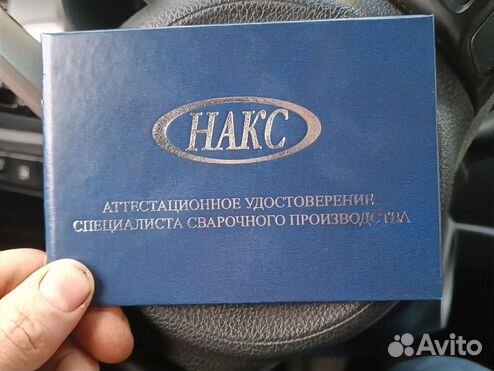 НАКС
АТТЕСТАЦИОННОЕ УДОСТОВЕРЕНИЕ
СПЕЦИАЛИСТА СВАРОЧНОГО ПРОИЗВОДСТВА
Avito